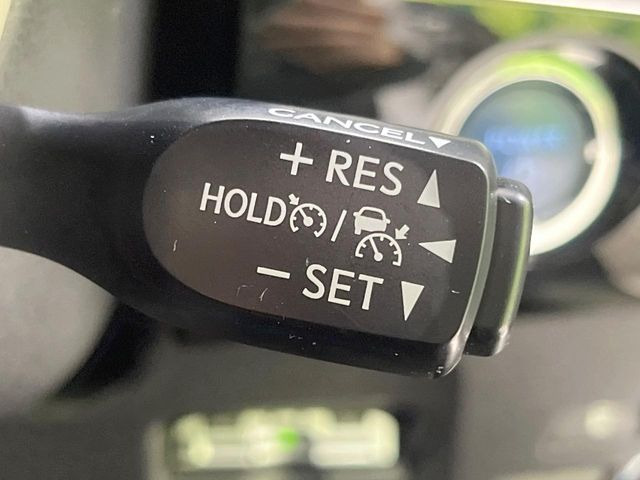 CANCEL▼
+ RES ▲
HOLD / ◀
− SET ▼